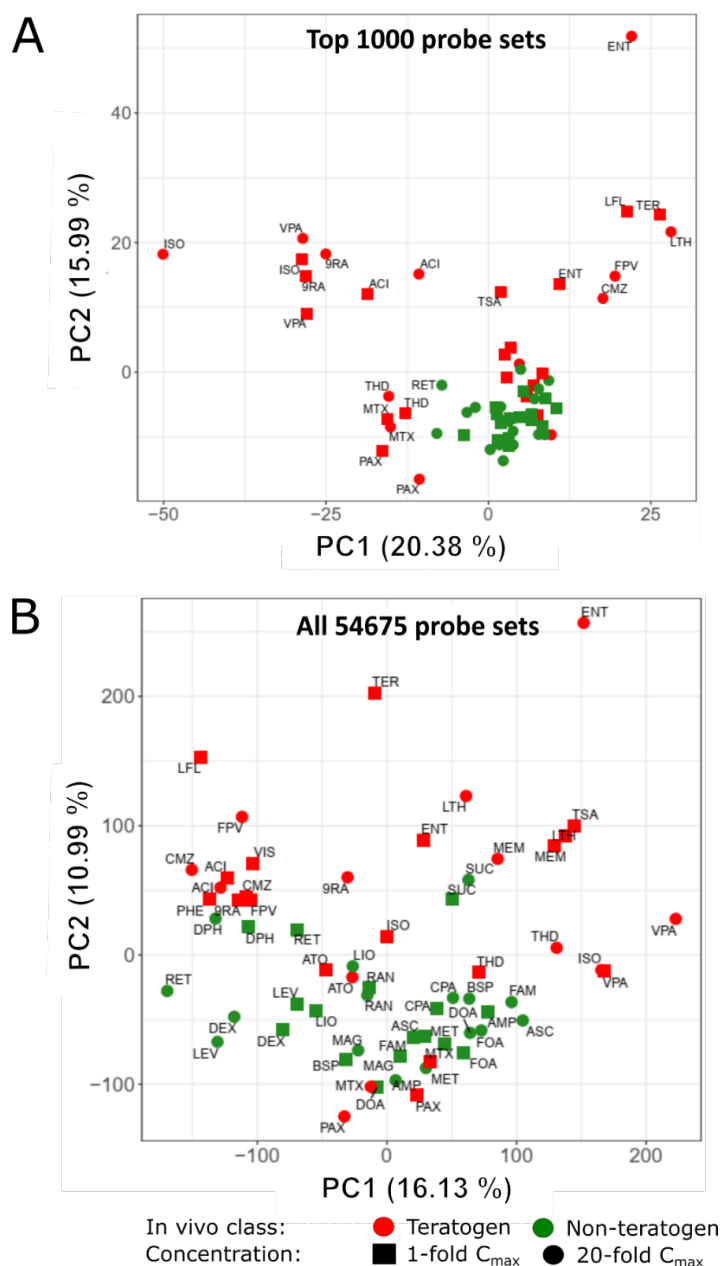 A
Top 1000 probe sets
ENT
40
LFL TER
LTH
VPA
20
ISO
9RA
ACI
FPV
ISO
9RA
ACI
ENT
CMZ
TSA
VPA
PC2 (15.99 %)
0
THD
RET
MTX THD
MTX
PAX
PAX
−50
−25
0
25
PC1 (20.38 %)
B
All 54675 probe sets
ENT
200
TER
LFL
LTH
TSA
FPV
100
ENT
LTH
MEM
MEM
CMZ
ACI
VIS
SUC
ACI
CMZ
9RA
SUC
PHE 9RA FPV
DPH
DPH
RET
ISO
VPA
PC2 (10.99 %)
0
LIO
THD
THD
ISO
ATO
RAN
VPA
RET
ATO
RAN
LEV
CPA BSP
FAM
LIO
CPA
DOA
DEX
ASC
AMP
ASC
LEV
DEX
MAG
MET
FOA
FAM
BSP
MAG
MTX
FOA
−100
MTX
AMP
MET
DOA
PAX
PAX
−100
0
100
200
PC1 (16.13 %)
In vivo class: Teratogen Non-teratogen
Concentration: 1-fold Cmax 20-fold Cmax